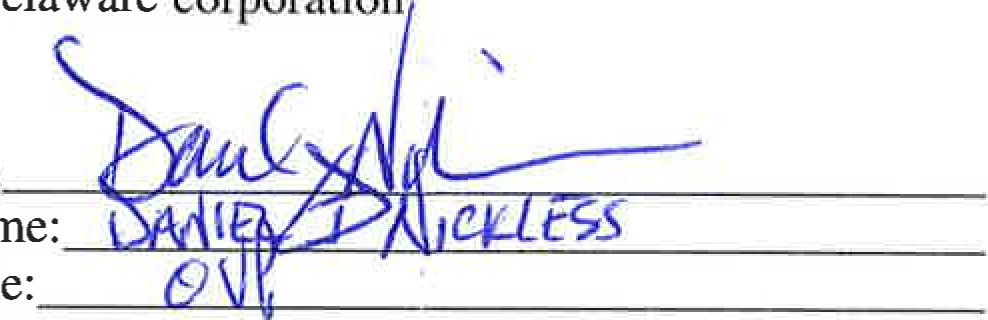 elaware corporation
me: DANIEL D NICKLESS
e: OVP